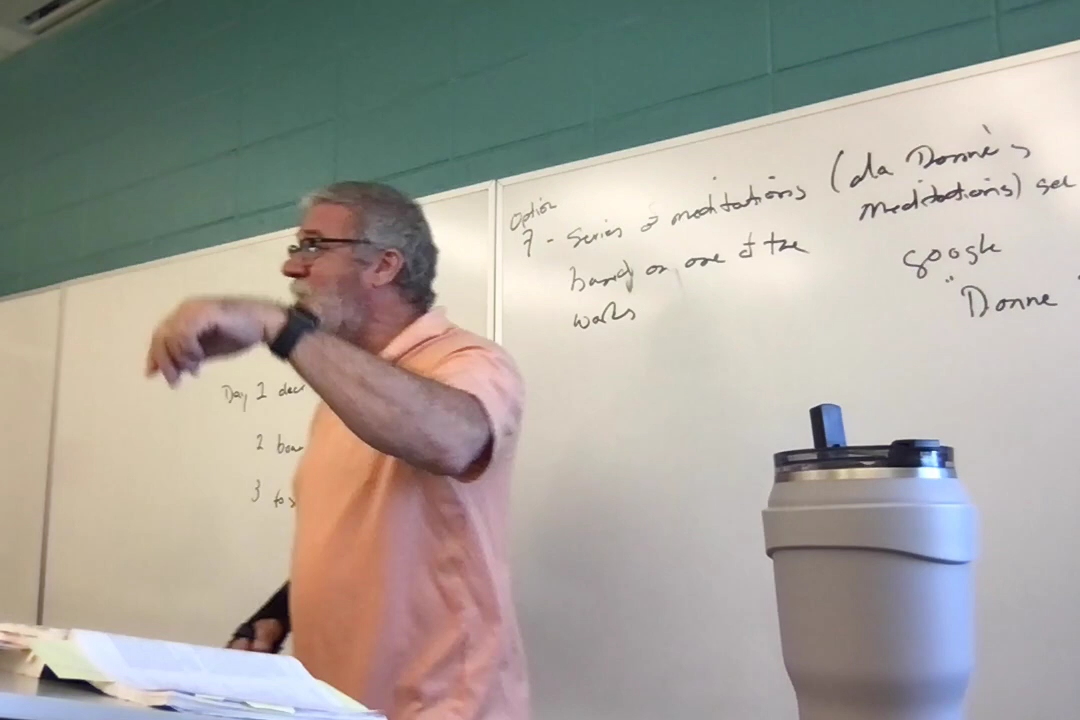 Option
7 - Series of meditations (ala Donne's
meditations) see
based on one of the
works
google
"Donne
Day 1
2
3